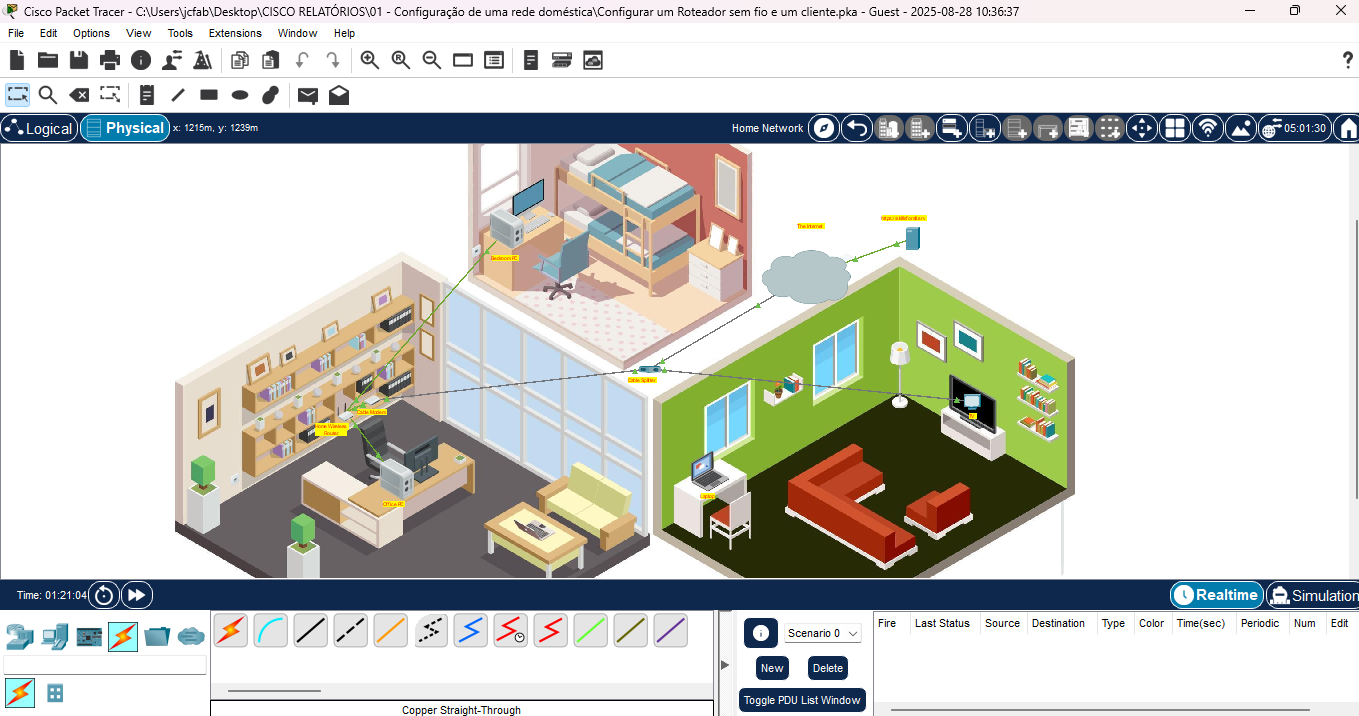 Cisco Packet Tracer - C:\Users\jcfab\Desktop\CISCO RELATÓRIOS\01 - Configuração de uma rede doméstica\Configurar um Roteador sem fio e um cliente.pka - Guest - 2025-08-28 10:36:37
File Edit Options View Tools Extensions Window Help
Logical Physical x: 1215m, y: 1239m Home Network 05:01:30
The Internet
Bedroom PC
Cable Splitter
Cable Modem
Home Wireless
Router
TV
Laptop
Office PC
Time: 01:21:04 Realtime Simulation
Scenario 0
New Delete
Toggle PDU List Window
Fire Last Status Source Destination Type Color Time(sec) Periodic Num Edit
Copper Straight-Through